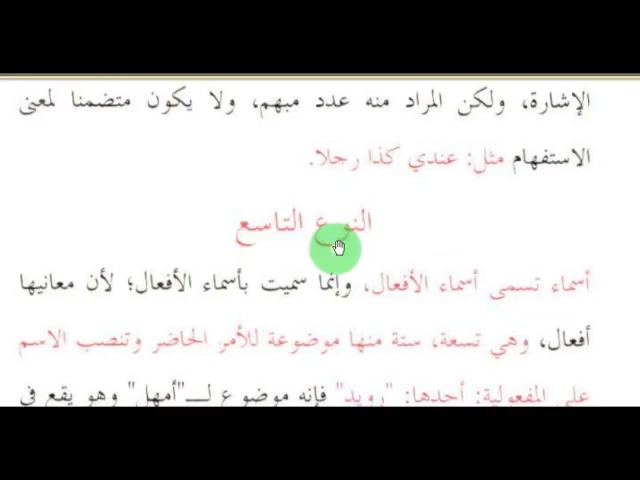 الإشارة، ولكن المراد منه عدد مبهم، ولا يكون متضمنا لمعنى
الاستفهام مثل: عندي كذا رجلا.
النوع التاسع
أسماء تسمى أسماء الأفعال، وإنما سميت بأسماء الأفعال؛ لأن معانيها
أفعال، وهي تسعة، ستة منها موضوعة للأمر الحاضر وتنصب الاسم
على المفعولية: أحدها: "رويد" فإنه موضوع لــ"أمهل" وهو يقع في